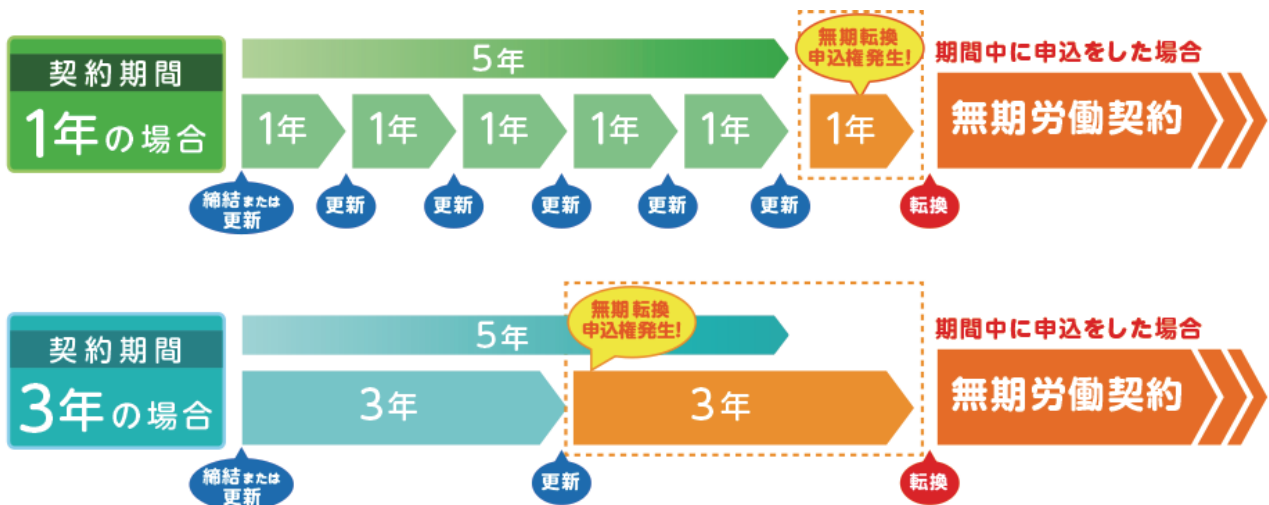 契約期間
1年の場合
5年
無期転換
申込権発生!
1年
1年
1年
1年
1年
1年
期間中に申込をした場合
無期労働契約
締結または
更新
更新
更新
更新
更新
更新
転換
契約期間
3年の場合
5年
無期転換
申込権発生!
3年
3年
期間中に申込をした場合
無期労働契約
締結または
更新
更新
転換